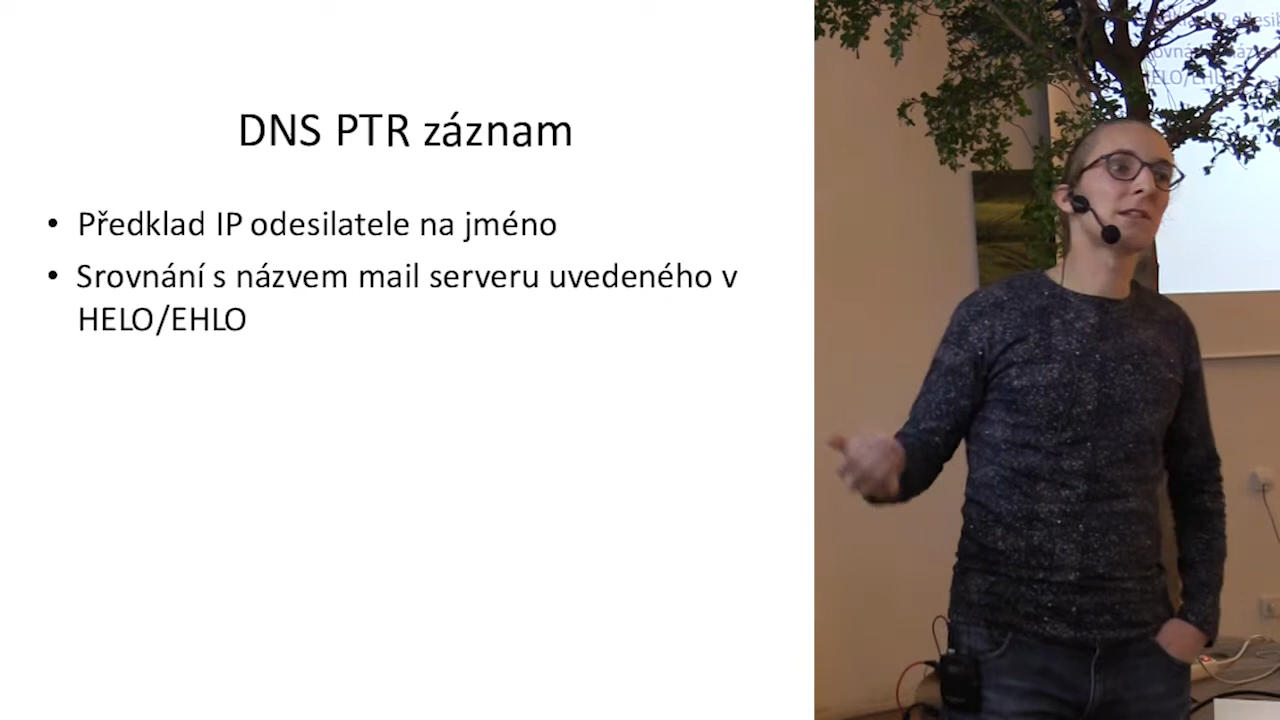 DNS PTR záznam
• Předklad IP odesilatele na jméno
• Srovnání s názvem mail serveru uvedeného v
HELO/EHLO